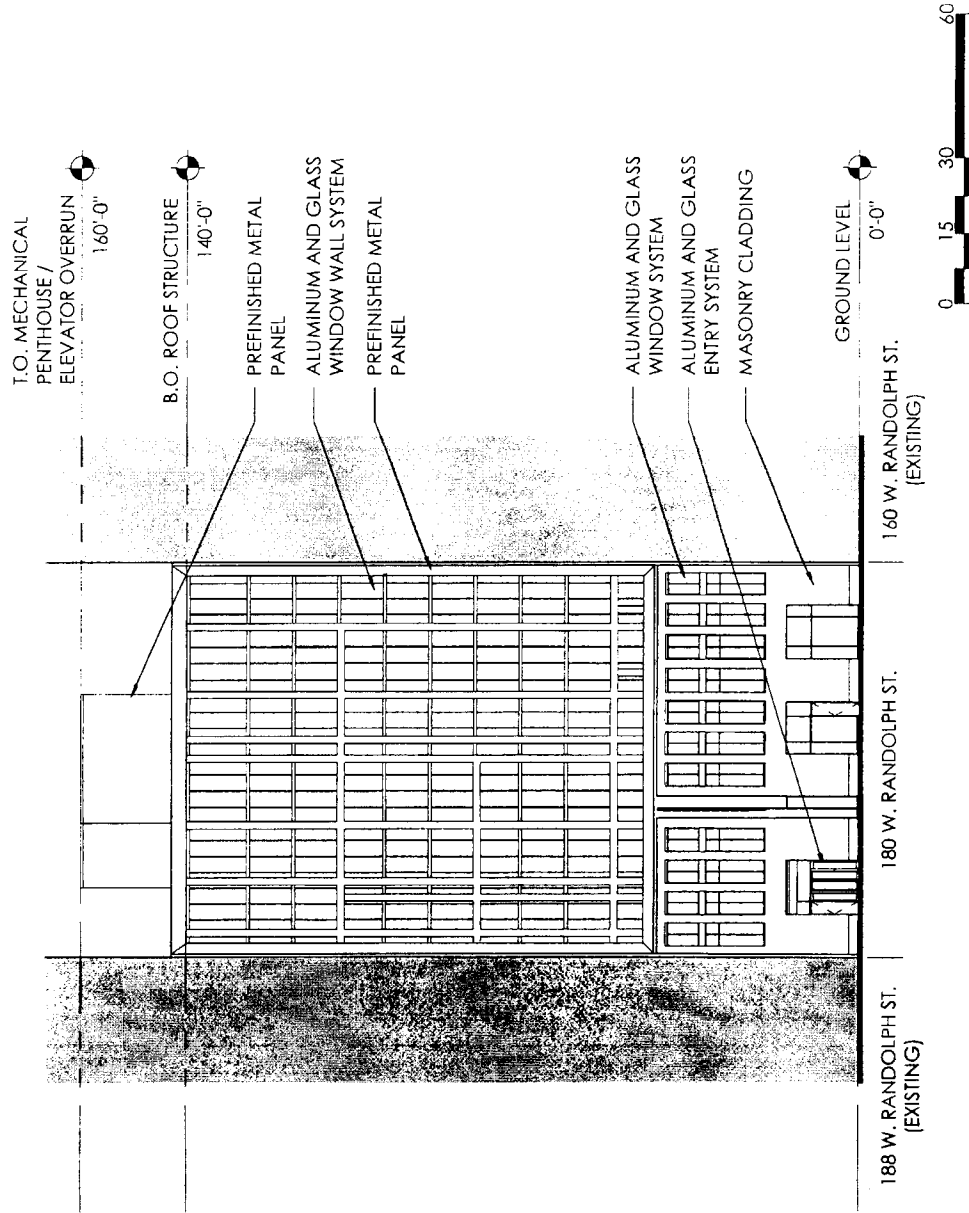 T.O. MECHANICAL
PENTHOUSE /
ELEVATOR OVERRUN
160'-0"
B.O. ROOF STRUCTURE
140'-0"
PREFINISHED METAL
PANEL
ALUMINUM AND GLASS
WINDOW WALL SYSTEM
PREFINISHED METAL
PANEL
ALUMINUM AND GLASS
WINDOW SYSTEM
ALUMINUM AND GLASS
ENTRY SYSTEM
MASONRY CLADDING
GROUND LEVEL
0'-0"
188 W. RANDOLPH ST.
(EXISTING)
180 W. RANDOLPH ST.
160 W. RANDOLPH ST.
(EXISTING)
0 15 30 60